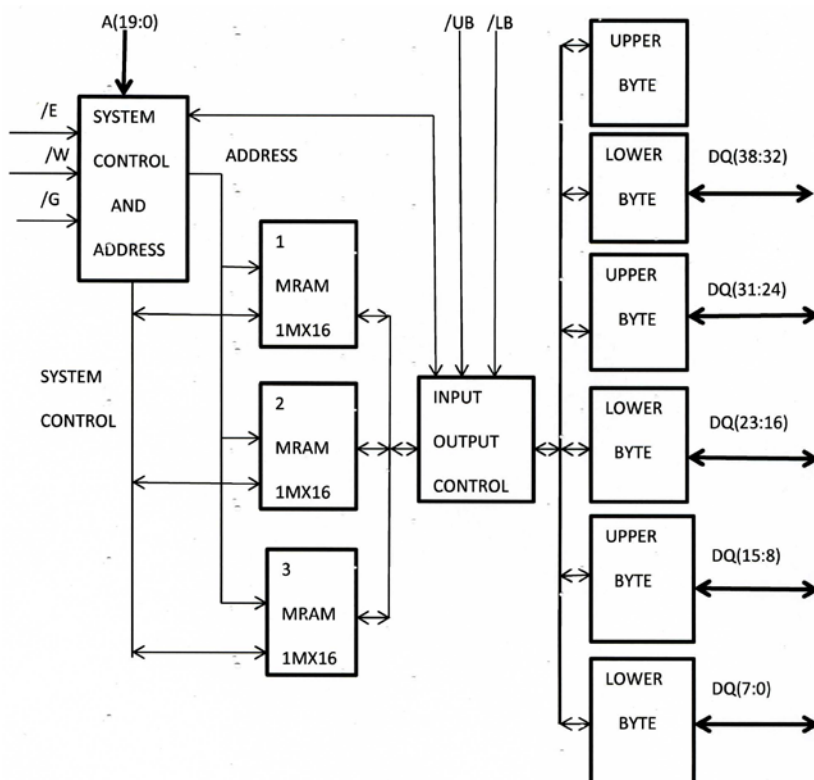 A(19:0)
/UB /LB
/E
/W
/G
SYSTEM
CONTROL
AND
ADDRESS
ADDRESS
SYSTEM
CONTROL
1
MRAM
1MX16
2
MRAM
1MX16
3
MRAM
1MX16
INPUT
OUTPUT
CONTROL
UPPER
BYTE
LOWER
BYTE
DQ(38:32)
UPPER
BYTE
DQ(31:24)
LOWER
BYTE
DQ(23:16)
UPPER
BYTE
DQ(15:8)
LOWER
BYTE
DQ(7:0)